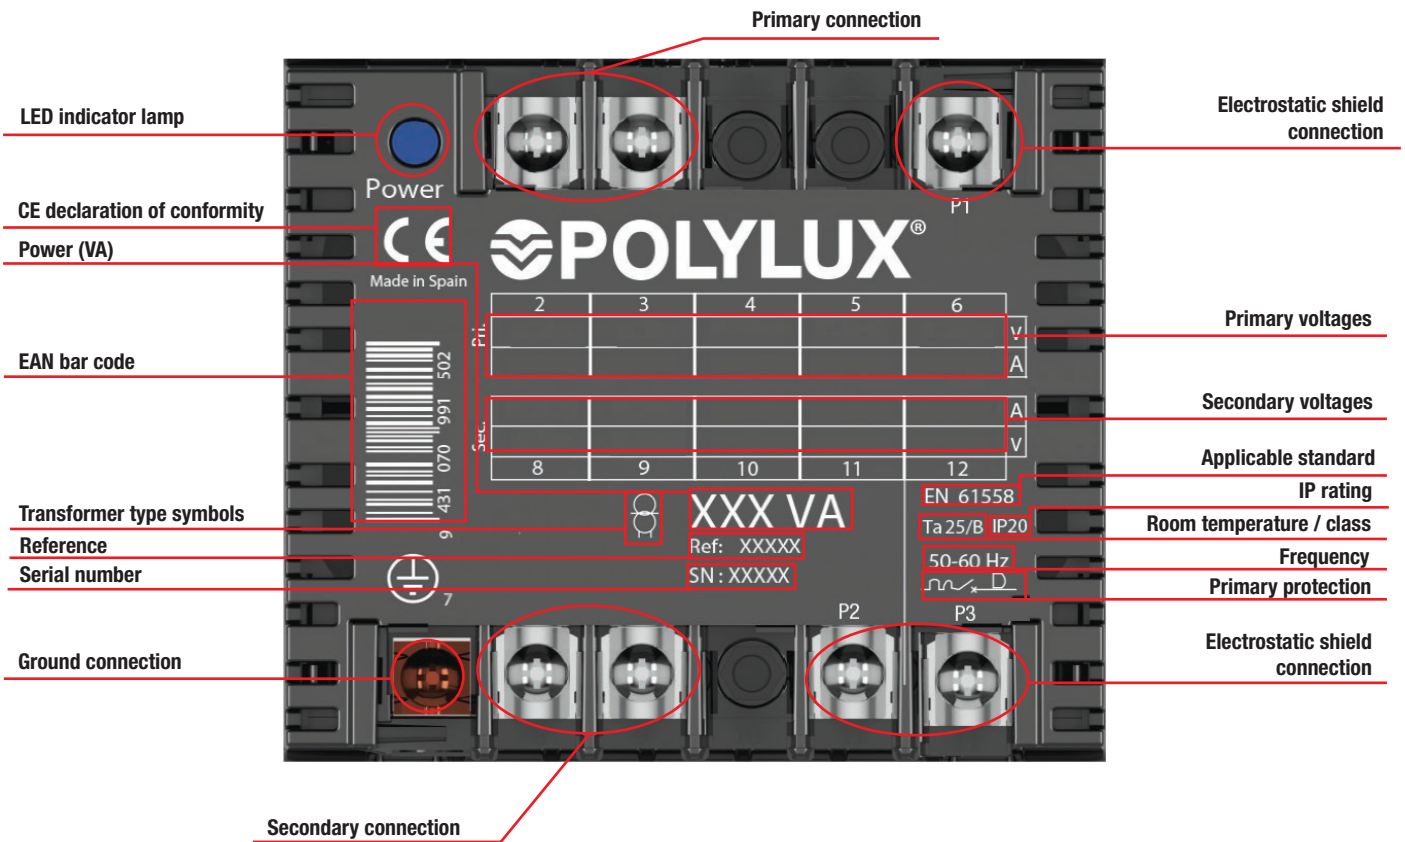 Primary connection
LED indicator lamp
Electrostatic shield
connection
Power
P1
CE declaration of conformity
CE
POLYLUX®
Power (VA)
Made in Spain
2 3 4 5 6
Pri.
V
Primary voltages
A
EAN bar code
9 431 070 991 502
A
Secondary voltages
Sec.
V
8 9 10 11 12
Applicable standard
EN 61558
IP rating
XXX VA
Transformer type symbols
Ta 25/B IP20
Room temperature / class
Reference
Ref: XXXXX
50-60 Hz
Frequency
Serial number
SN : XXXXX
D
Primary protection
7
P2 P3
Ground connection
Electrostatic shield
connection
Secondary connection